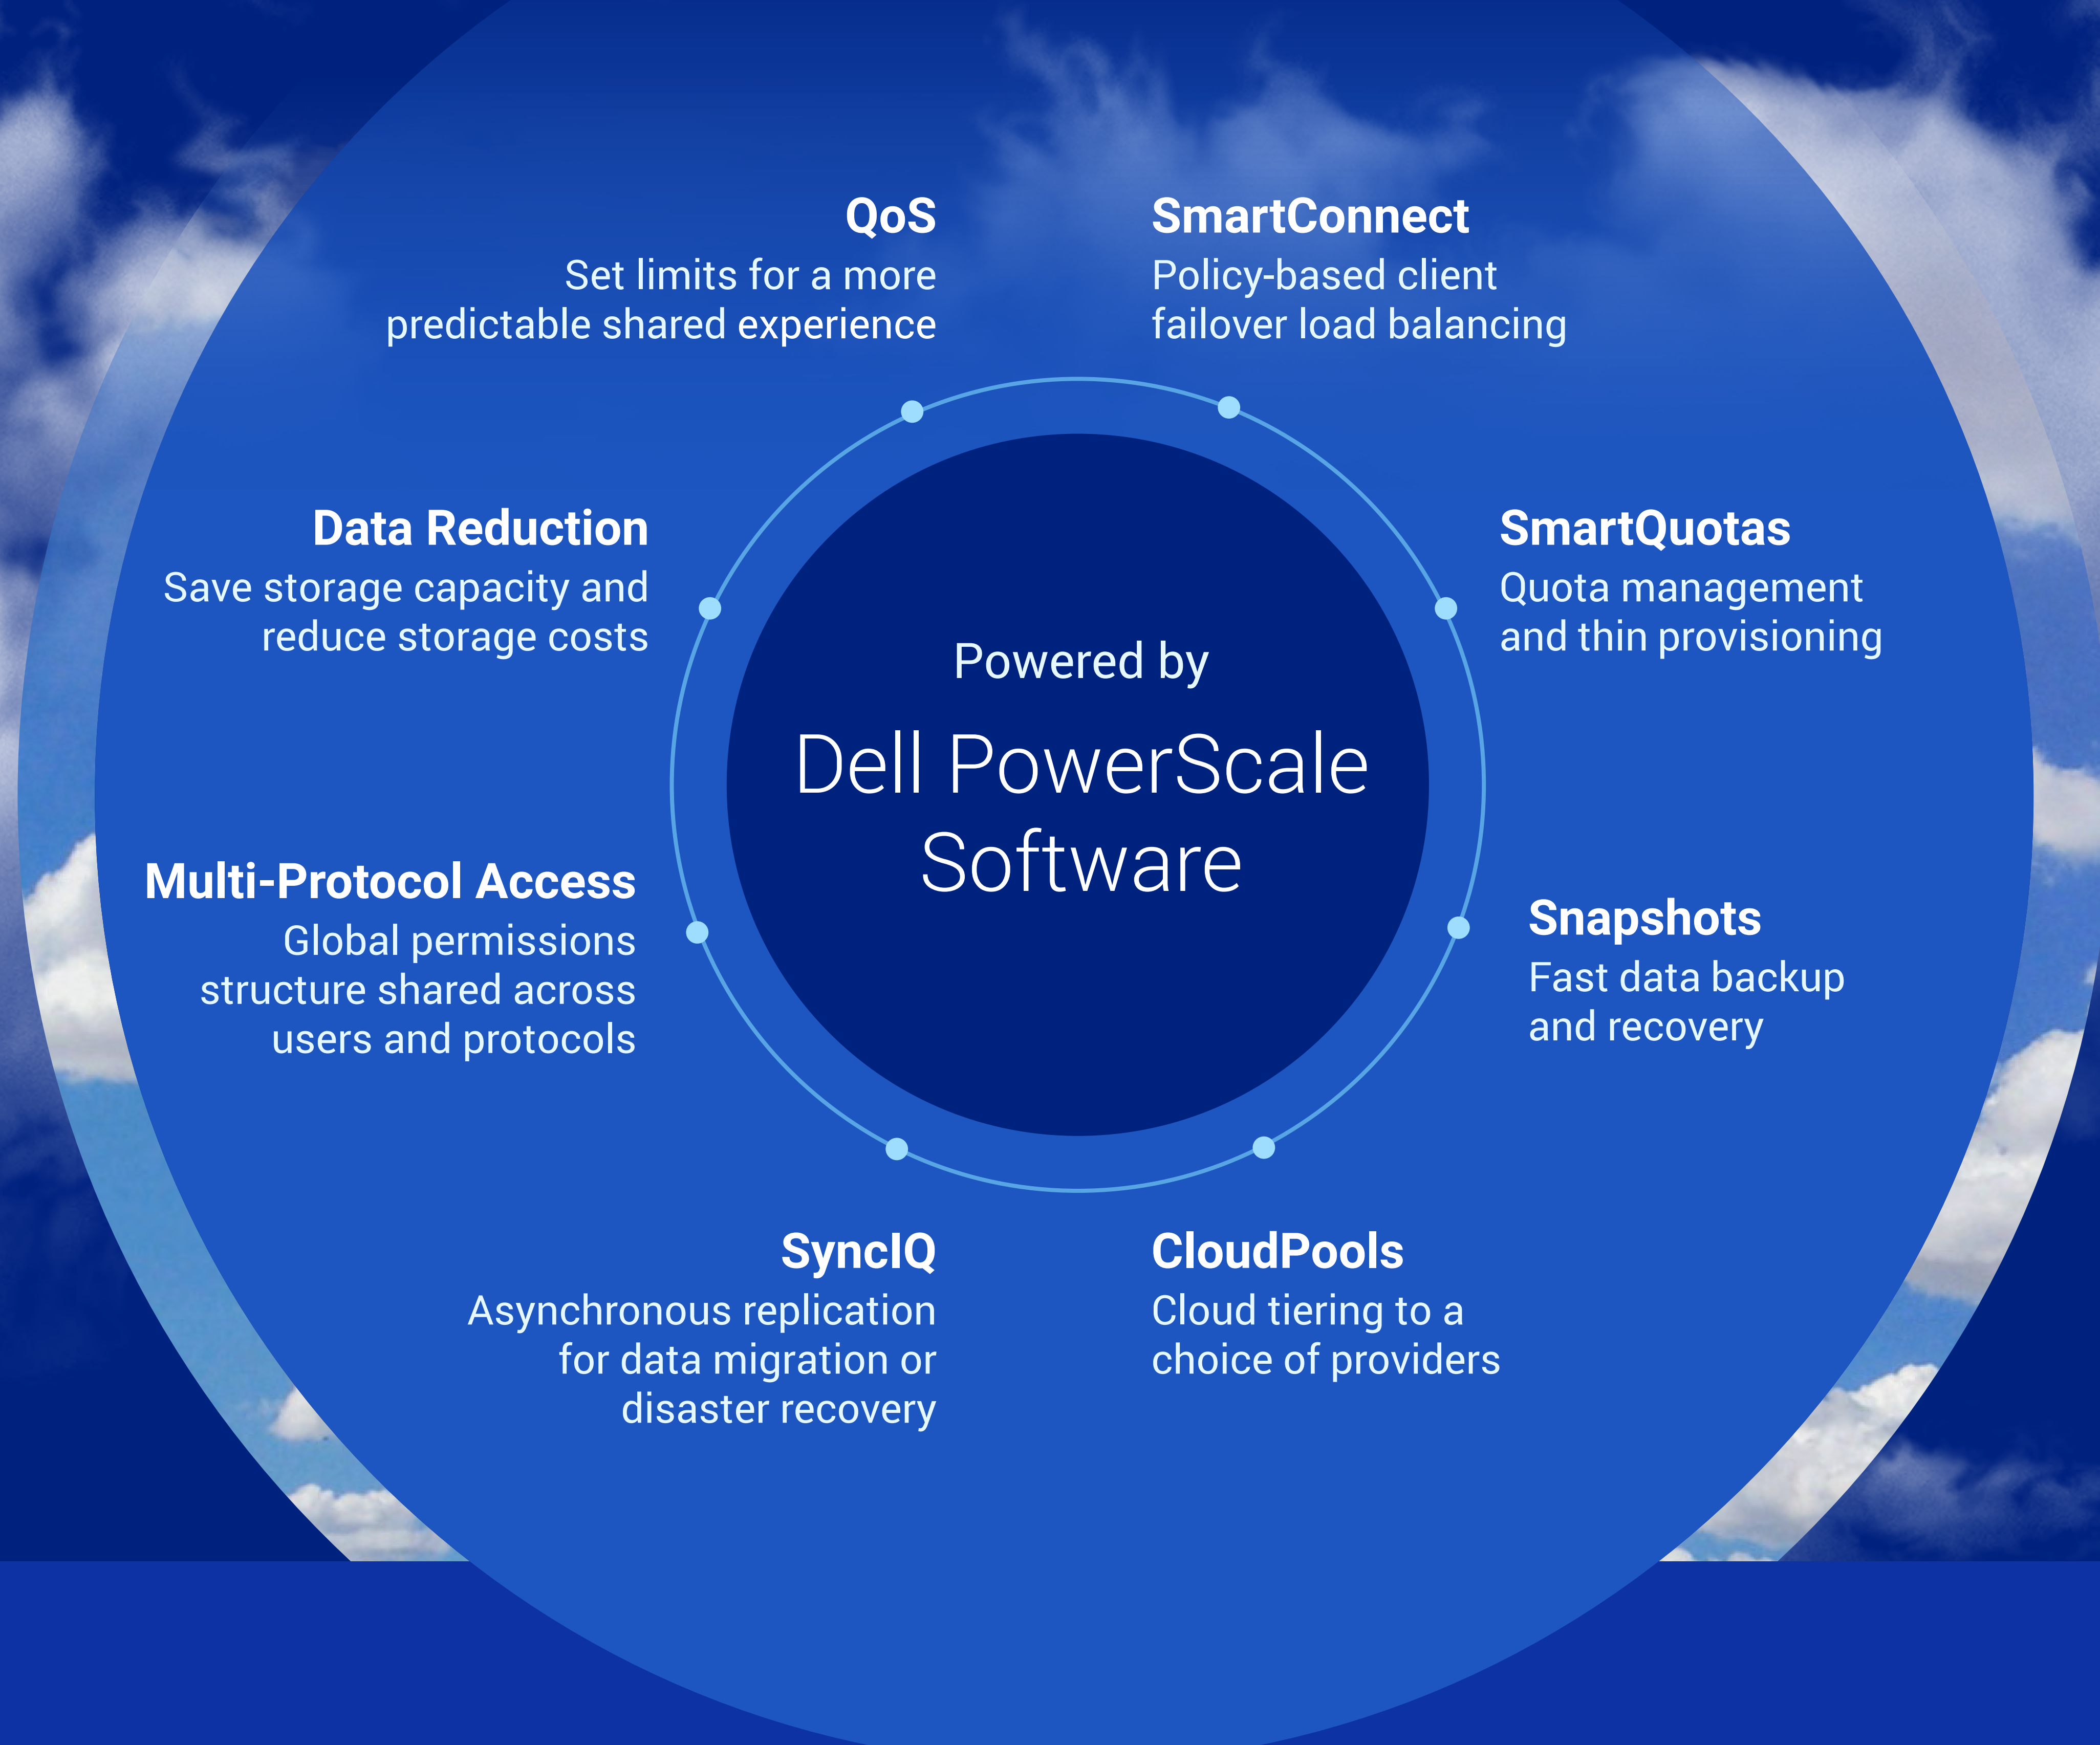 QoS
Set limits for a more
predictable shared experience
SmartConnect
Policy-based client
failover load balancing
Data Reduction
Save storage capacity and
reduce storage costs
SmartQuotas
Quota management
and thin provisioning
Powered by
Dell PowerScale
Software
Multi-Protocol Access
Global permissions
structure shared across
users and protocols
Snapshots
Fast data backup
and recovery
SyncIQ
Asynchronous replication
for data migration or
disaster recovery
CloudPools
Cloud tiering to a
choice of providers